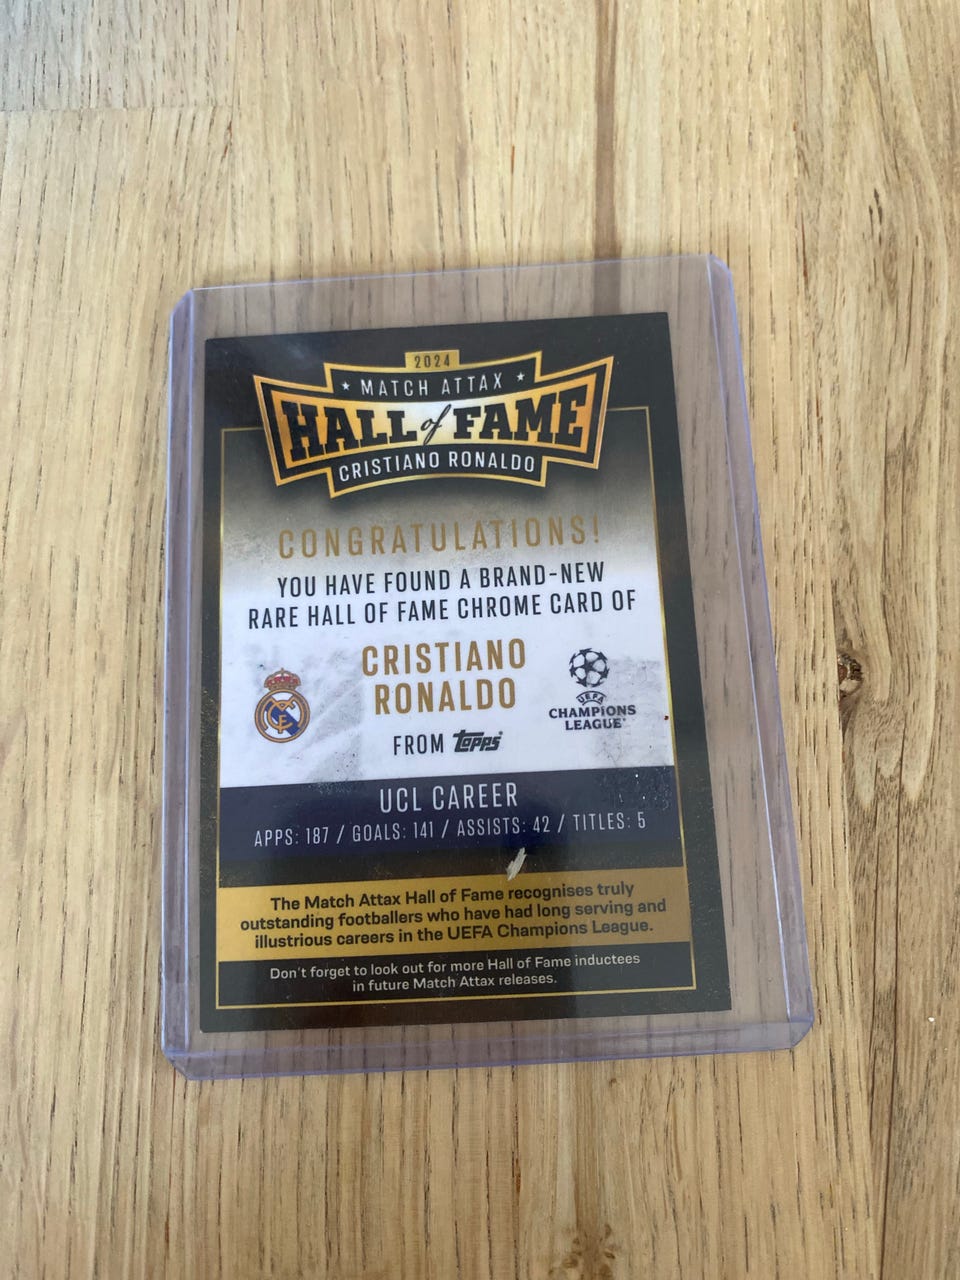 2024
MATCH ATTAX
HALL of FAME
CRISTIANO RONALDO
CONGRATULATIONS!
YOU HAVE FOUND A BRAND-NEW
RARE HALL OF FAME CHROME CARD OF
CRISTIANO
RONALDO
FROM Topps
UEFA
CHAMPIONS
LEAGUE
UCL CAREER
APPS: 187 / GOALS: 141 / ASSISTS: 42 / TITLES: 5
The Match Attax Hall of Fame recognises truly
outstanding footballers who have had long serving and
illustrious careers in the UEFA Champions League.
Don't forget to look out for more Hall of Fame inductees
in future Match Attax releases.